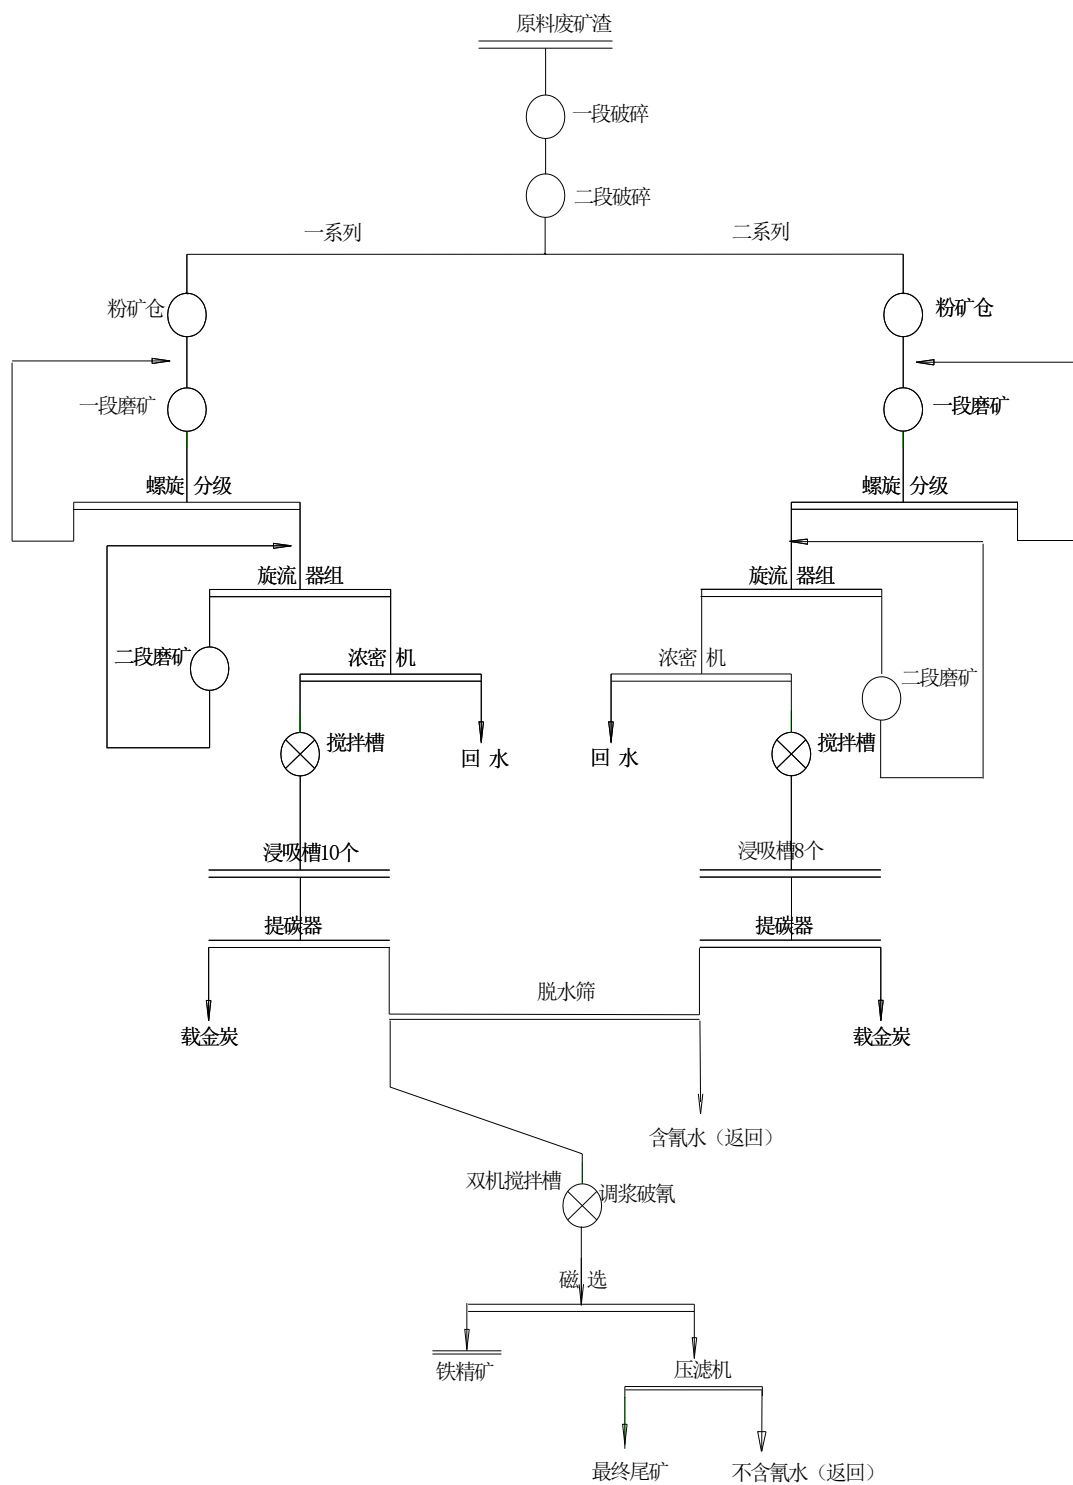 原料废矿渣
一段破碎
二段破碎
一系列
二系列
粉矿仓
粉矿仓
一段磨矿
一段磨矿
螺旋 分级
螺旋 分级
旋流 器组
旋流 器组
二段磨矿
浓密 机
浓密 机
二段磨矿
搅拌槽
回 水
回 水
搅拌槽
浸吸槽10个
浸吸槽8个
提碳器
提碳器
脱水筛
载金炭
载金炭
含氰水（返回）
双机搅拌槽
调浆破氰
磁 选
铁精矿
压滤机
最终尾矿
不含氰水（返回）